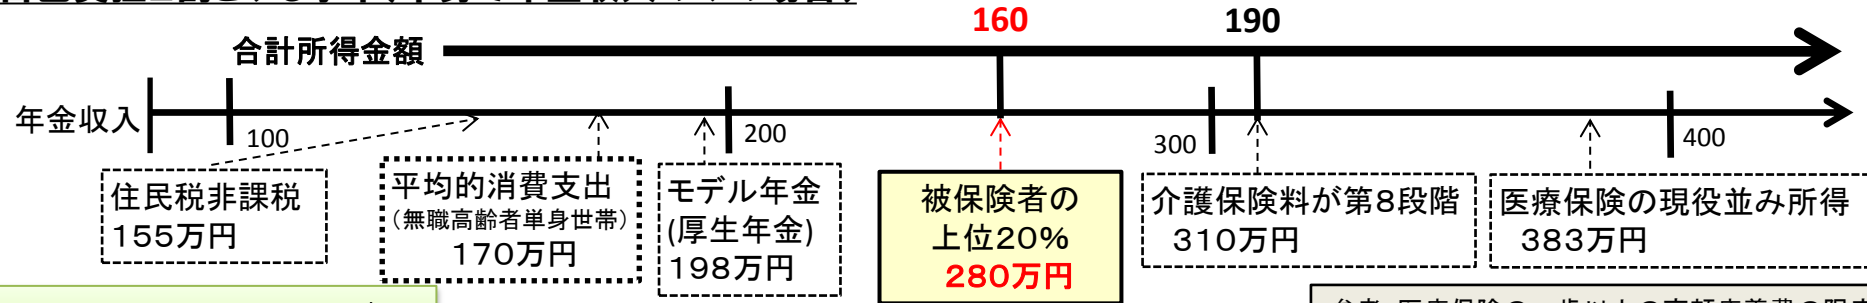 160
190
合計所得金額
年金収入
100
200
300
400
住民税非課税
155万円
平均的消費支出
(無職高齢者単身世帯)
170万円
モデル年金
(厚生年金)
198万円
被保険者の
上位20%
280万円
介護保険料が第8段階
310万円
医療保険の現役並み所得
383万円